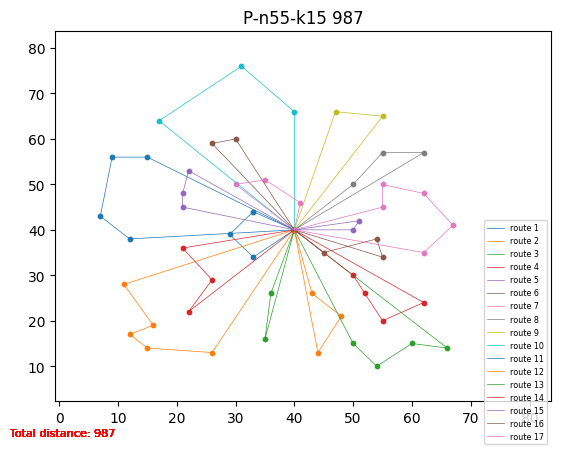 P-n55-k15 987
80
70
60
50
40
30
20
10
0 10 20 30 40 50 60 70 80
route 1
route 2
route 3
route 4
route 5
route 6
route 7
route 8
route 9
route 10
route 11
route 12
route 13
route 14
route 15
route 16
route 17
Total distance: 987